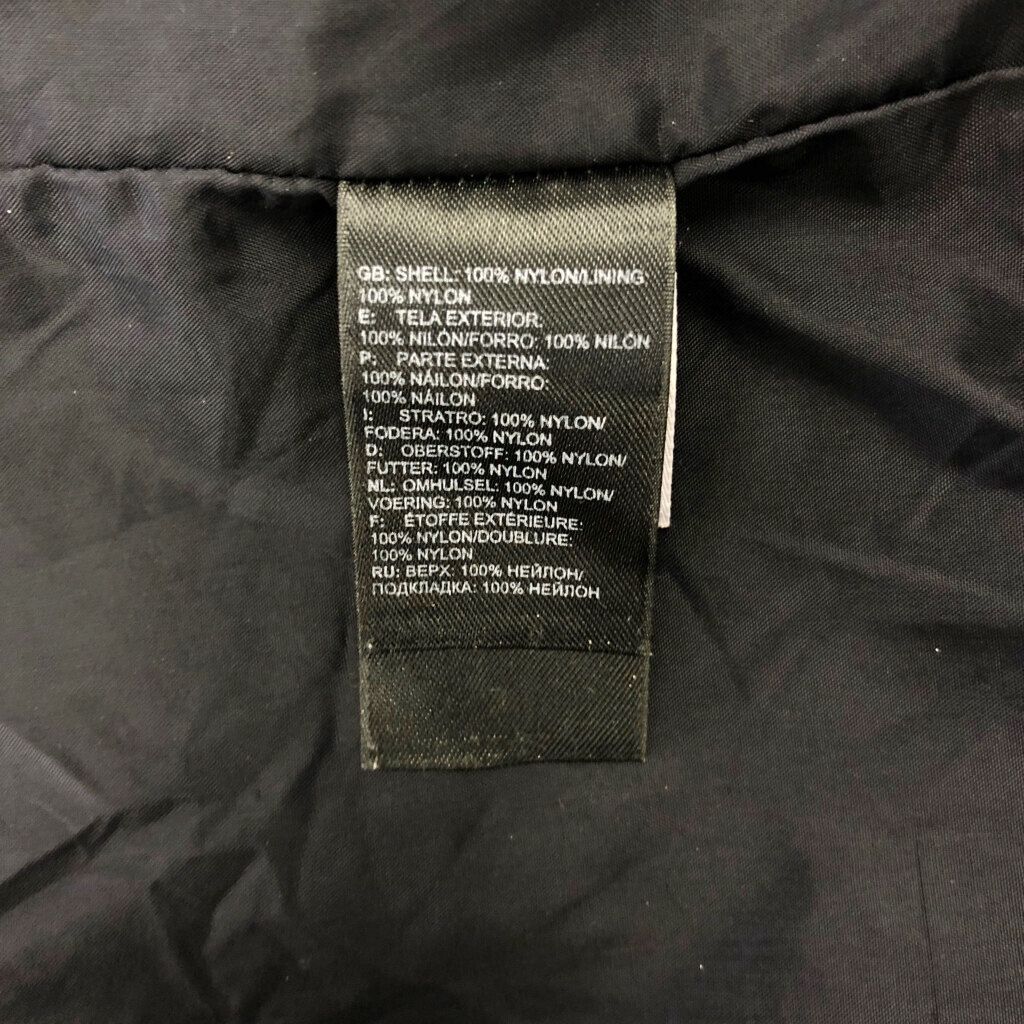 GB: SHELL: 100% NYLON/LINING:
100% NYLON
E: TELA EXTERIOR:
100% NILÓN/FORRO: 100% NILÓN
P: PARTE EXTERNA:
100% NÁILON/FORRO:
100% NÁILON
I: STRATRO: 100% NYLON/
FODERA: 100% NYLON
D: OBERSTOFF: 100% NYLON/
FUTTER: 100% NYLON
NL: OMHULSEL: 100% NYLON/
VOERING: 100% NYLON
F: ÉTOFFE EXTÉRIEURE:
100% NYLON/DOUBLURE:
100% NYLON
RU: ВЕРХ: 100% НЕЙЛОН/
ПОДКЛАДКА: 100% НЕЙЛОН